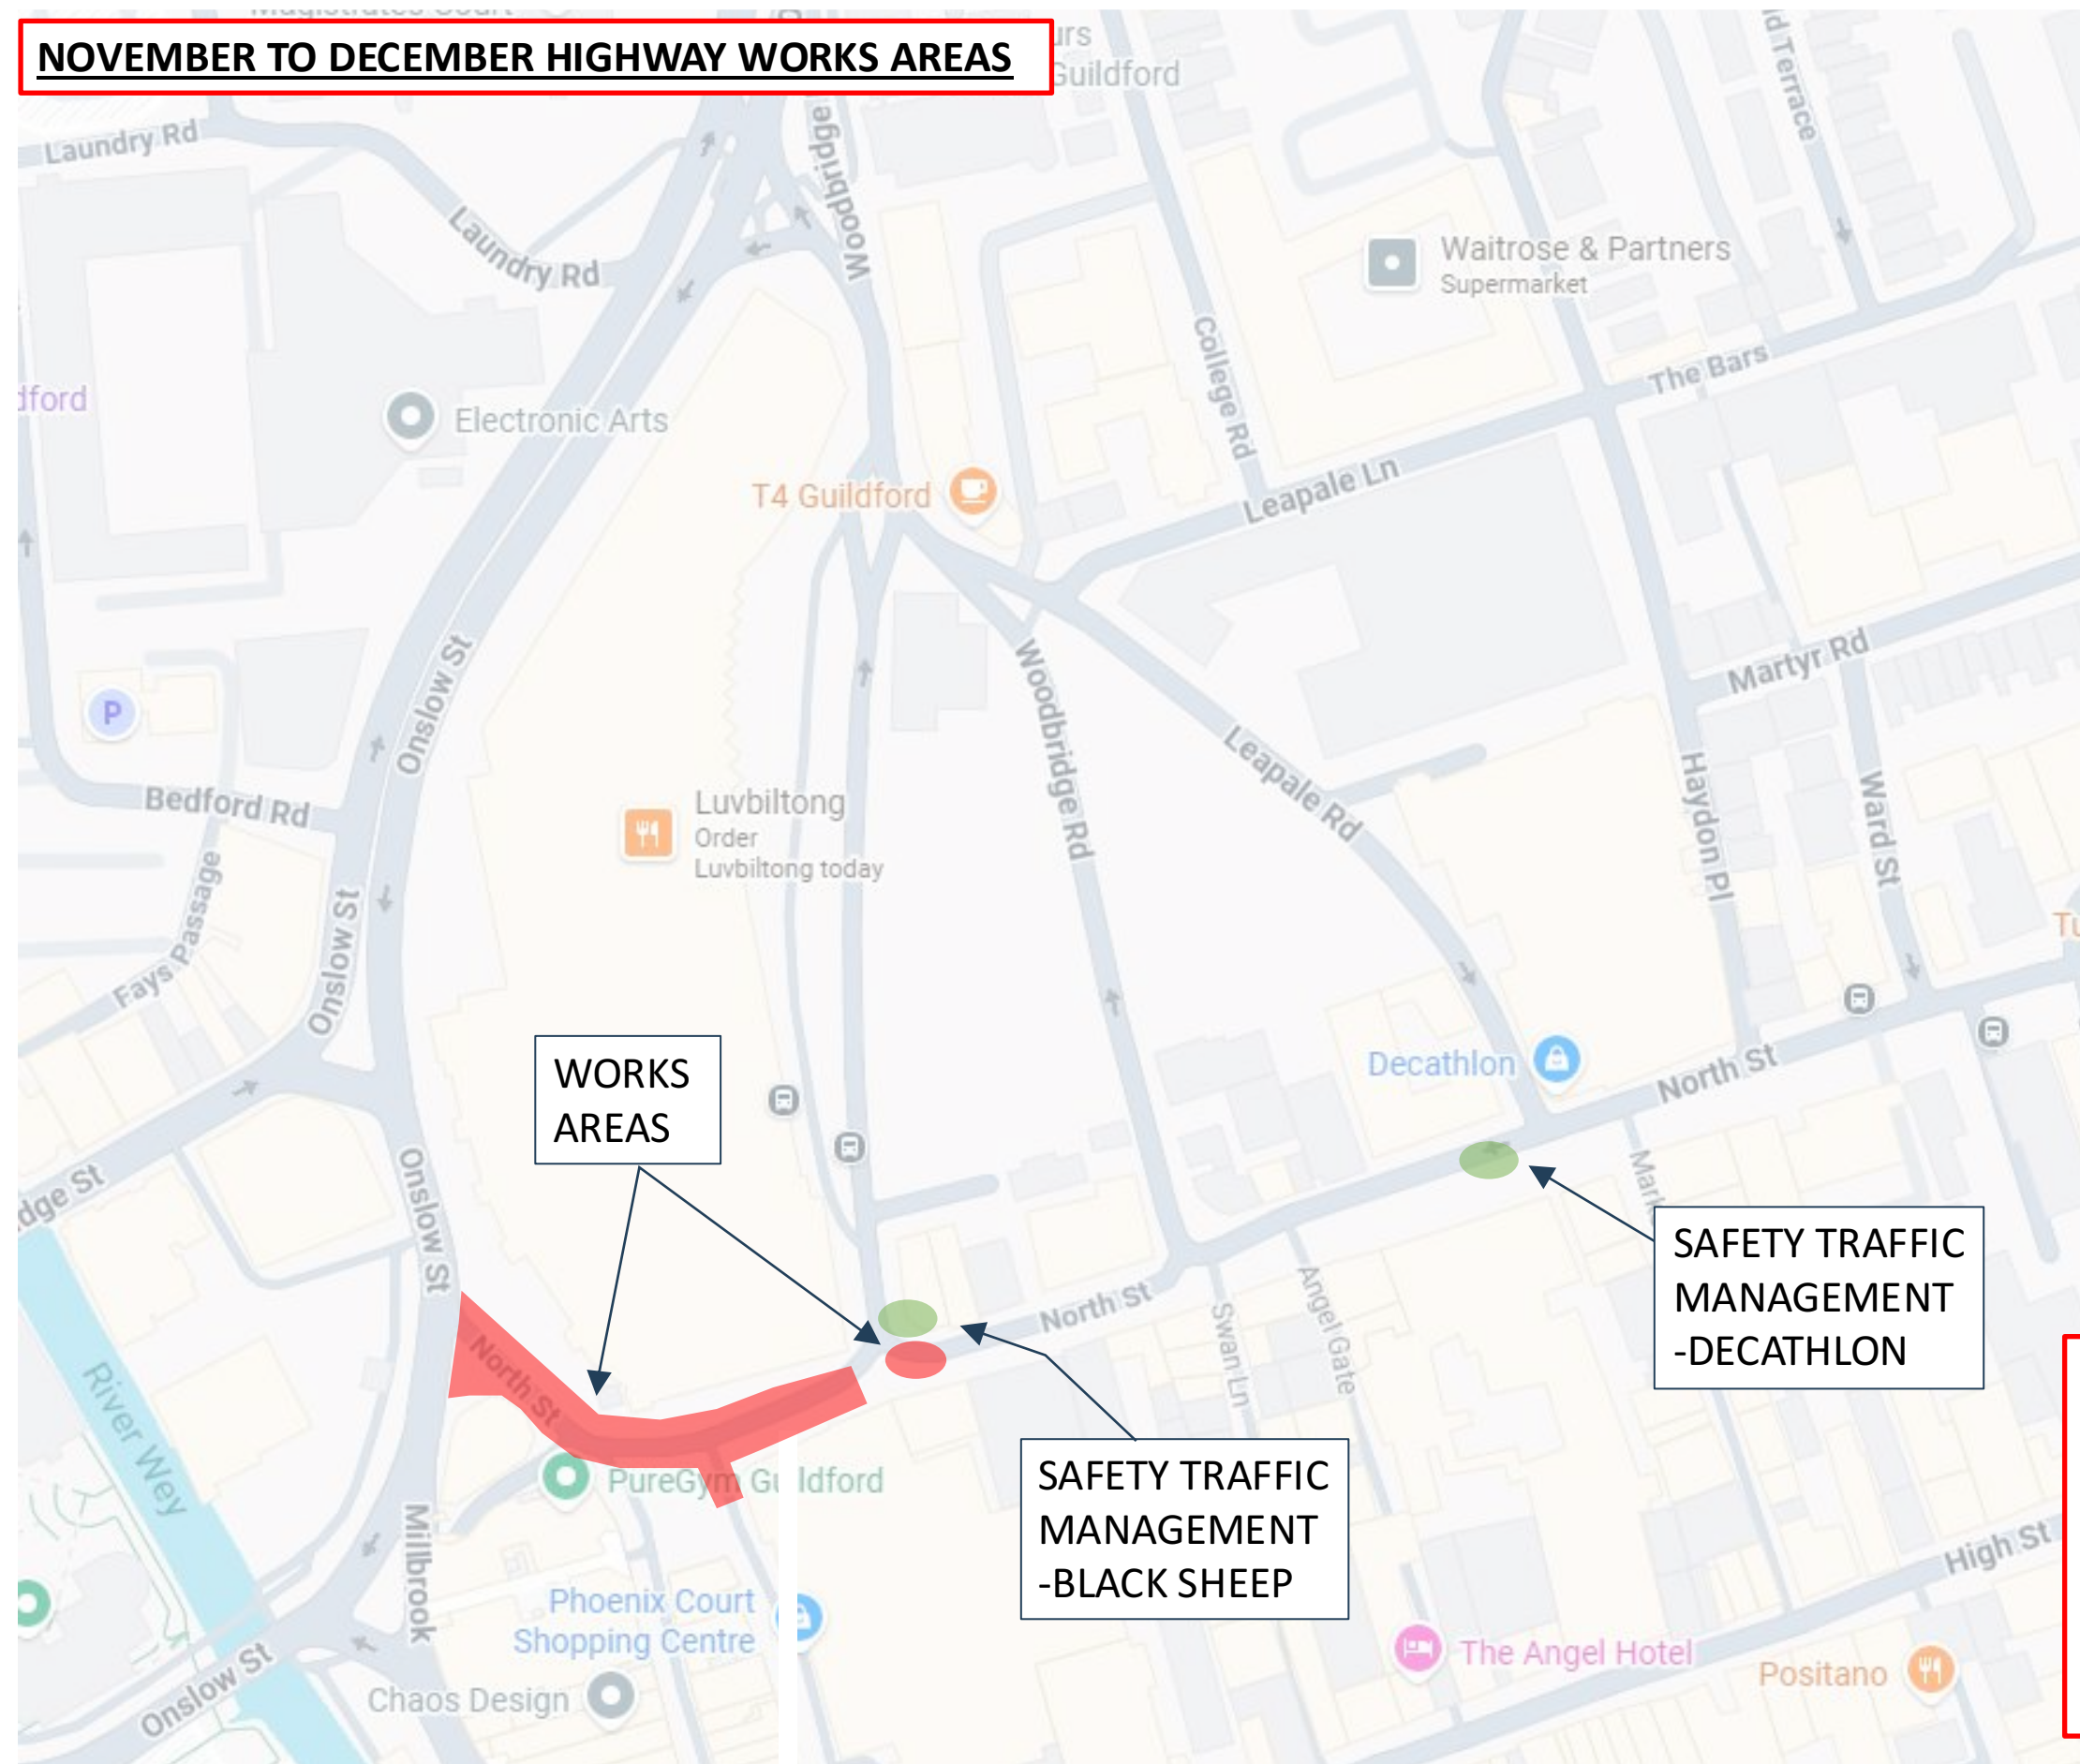 NOVEMBER TO DECEMBER HIGHWAY WORKS AREAS
Guildford
Laundry Rd
Woodbridge
Laundry Rd
Waitrose & Partners
Supermarket
College Rd
The Bars
Electronic Arts
T4 Guildford
Leapale Ln
Onslow St
P
Woodbridge Rd
Martyr Rd
Leapale Rd
Bedford Rd
Luvbiltong
Order
Luvbiltong today
Haydon Pl
Ward St
Fays Passage
Onslow St
WORKS
AREAS
Decathlon
North St
Onslow St
SAFETY TRAFFIC
MANAGEMENT
-DECATHLON
North St
Swan Ln
Angel Gate
North St
River Wey
PureGym Guildford
SAFETY TRAFFIC
MANAGEMENT
-BLACK SHEEP
Millbrook
High St
Phoenix Court
Shopping Centre
The Angel Hotel
Positano
Chaos Design
Onslow St